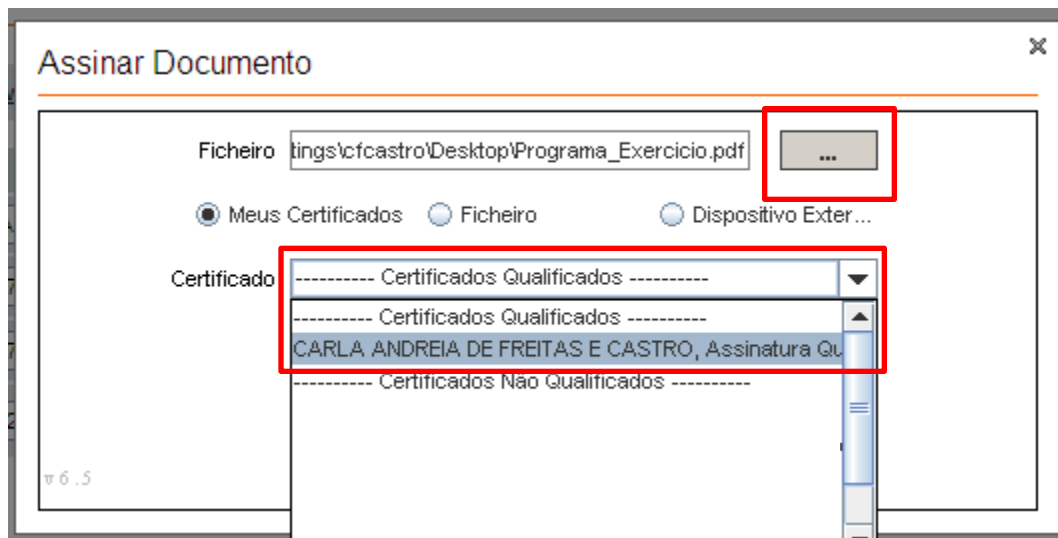 Assinar Documento
Ficheiro tings\cfcastro\Desktop\Programa_Exercicio.pdf ...
Meus Certificados Ficheiro Dispositivo Exter...
Certificado ---------- Certificados Qualificados ----------
---------- Certificados Qualificados ----------
CARLA ANDREIA DE FREITAS E CASTRO, Assinatura Qu
---------- Certificados Não Qualificados ----------
v6.5